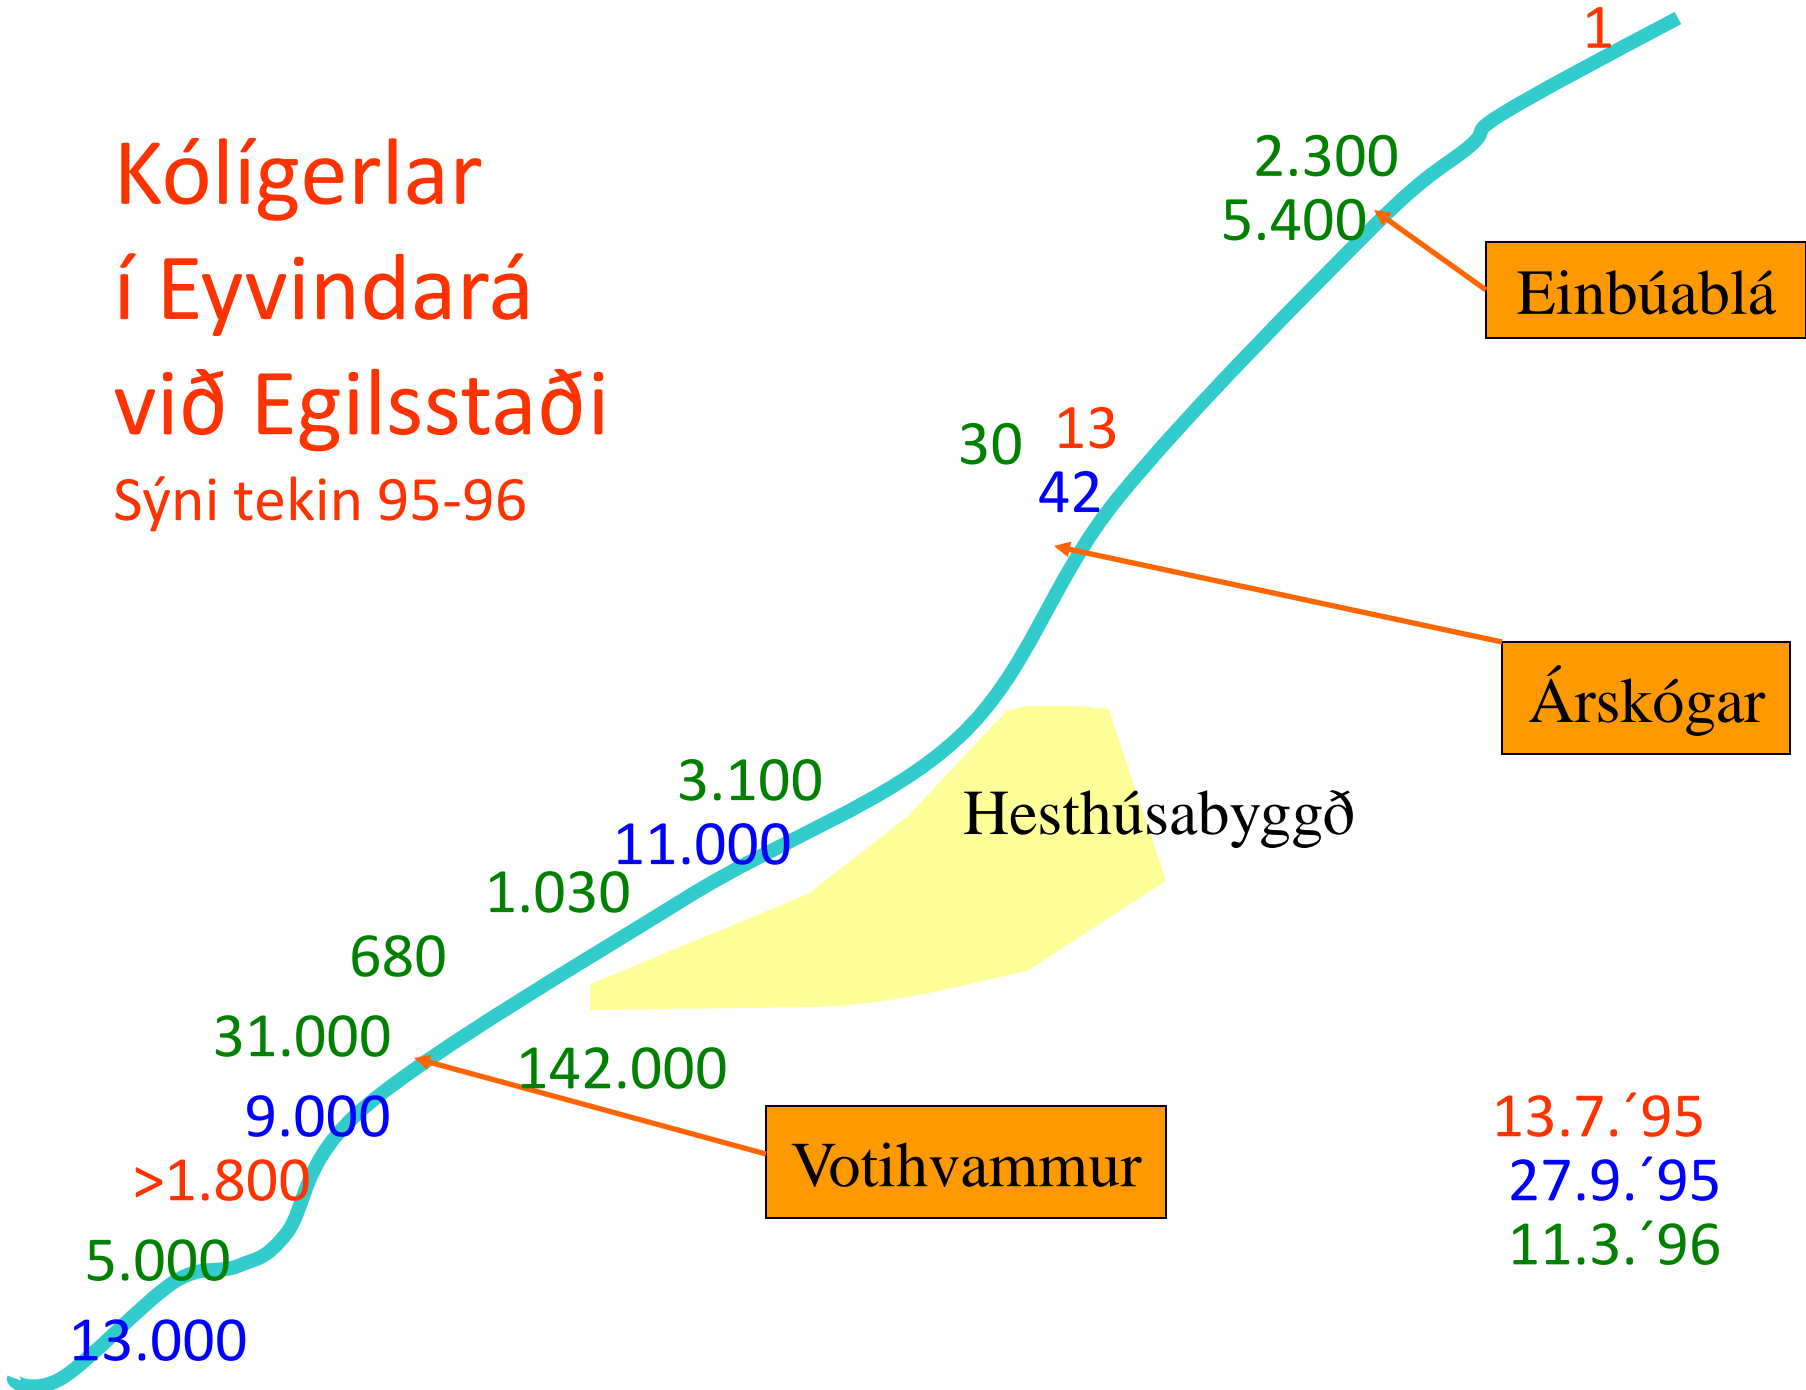 1
Kólígerlar
í Eyvindará
við Egilsstaði
Sýni tekin 95-96
2.300
5.400
Einbúablá
30 13
42
Árskógar
3.100
11.000
Hesthúsabyggð
1.030
680
31.000
142.000
9.000
>1.800
Votihvammur
5.000
13.000
13.7.´95
27.9.´95
11.3.´96